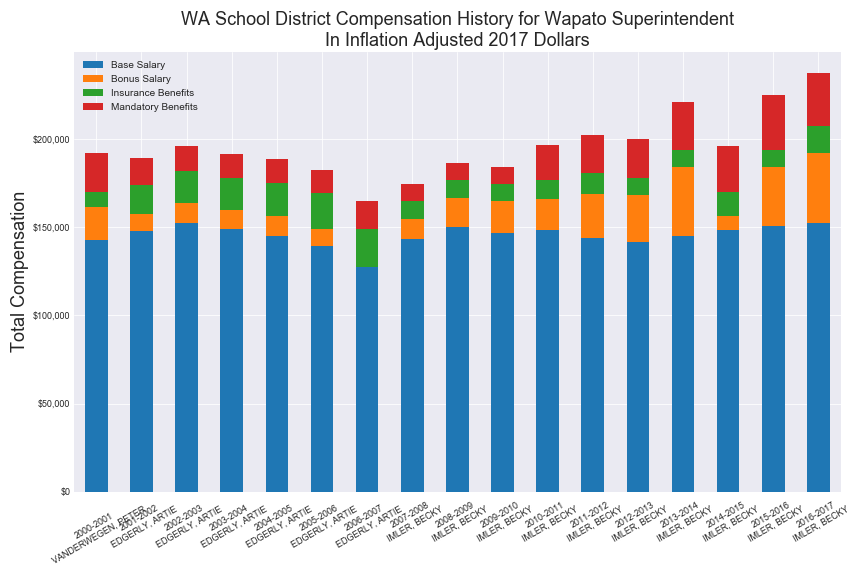 WA School District Compensation History for Wapato Superintendent
In Inflation Adjusted 2017 Dollars
Base Salary
Bonus Salary
Insurance Benefits
Mandatory Benefits
Total Compensation
$200,000
$150,000
$100,000
$50,000
$0
2000-2001
VANDERWEGEN, PETER
2001-2002
EDGERLY, ARTIE
2002-2003
EDGERLY, ARTIE
2003-2004
EDGERLY, ARTIE
2004-2005
EDGERLY, ARTIE
2005-2006
EDGERLY, ARTIE
2006-2007
EDGERLY, ARTIE
2007-2008
IMLER, BECKY
2008-2009
IMLER, BECKY
2009-2010
IMLER, BECKY
2010-2011
IMLER, BECKY
2011-2012
IMLER, BECKY
2012-2013
IMLER, BECKY
2013-2014
IMLER, BECKY
2014-2015
IMLER, BECKY
2015-2016
IMLER, BECKY
2016-2017
IMLER, BECKY